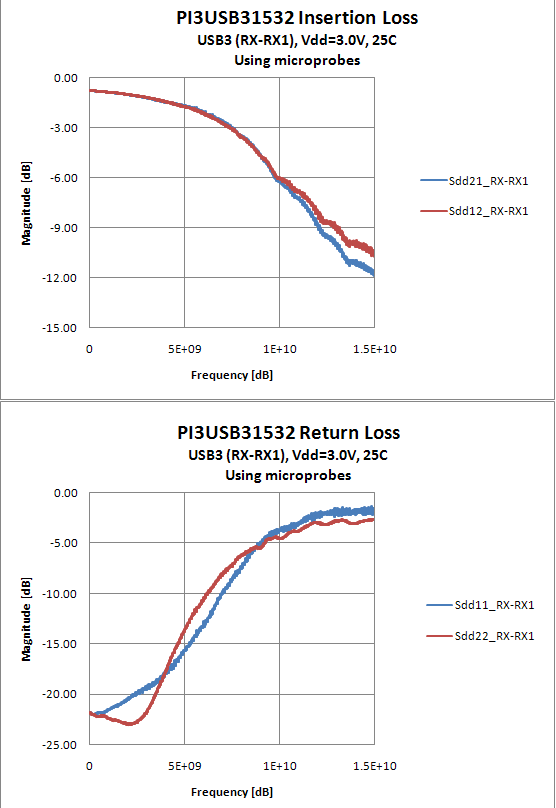 PI3USB31532 Insertion Loss
USB3 (RX-RX1), Vdd=3.0V, 25C
Using microprobes
0.00
-3.00
-6.00
-9.00
-12.00
-15.00
Magnitude [dB]
0
5E+09
1E+10
1.5E+10
Frequency [dB]
Sdd21_RX-RX1
Sdd12_RX-RX1
PI3USB31532 Return Loss
USB3 (RX-RX1), Vdd=3.0V, 25C
Using microprobes
0.00
-5.00
-10.00
-15.00
-20.00
-25.00
Magnitude [dB]
0
5E+09
1E+10
1.5E+10
Frequency [dB]
Sdd11_RX-RX1
Sdd22_RX-RX1